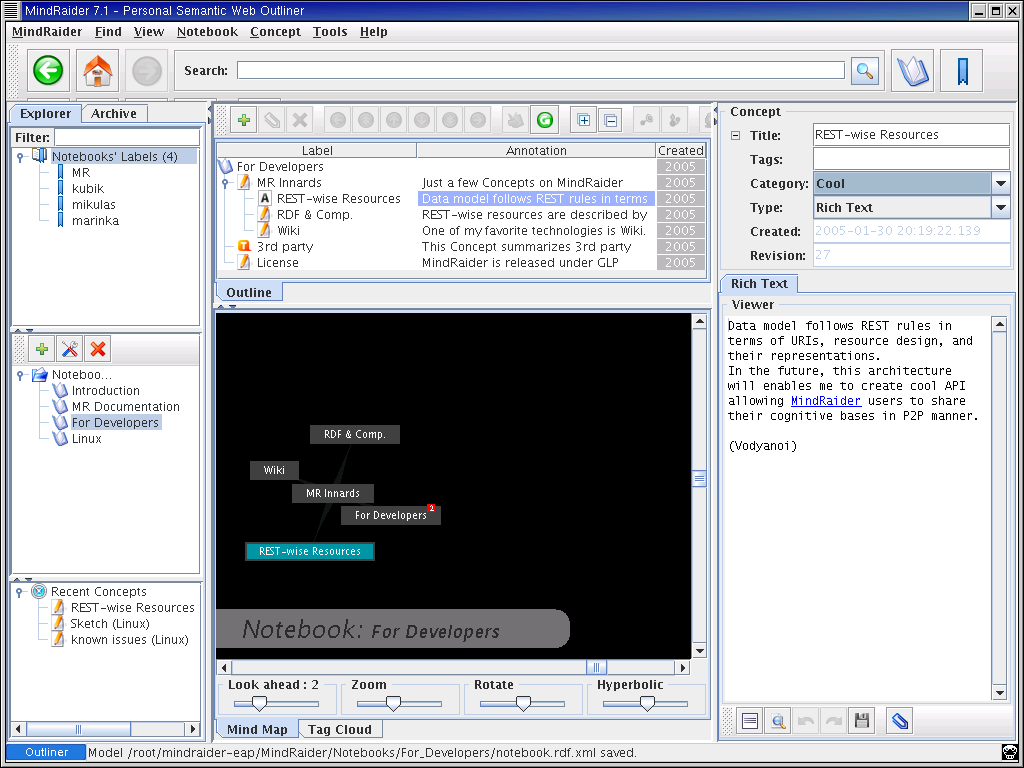 MindRaider 7.1 - Personal Semantic Web Outliner
MindRaider Find View Notebook Concept Tools Help
Search:
Explorer Archive
Filter:
Notebooks' Labels (4)
MR
kubik
mikulas
marinka
Noteboo...
Introduction
MR Documentation
For Developers
Linux
Recent Concepts
REST-wise Resources
Sketch (Linux)
known issues (Linux)
Label Annotation Created
For Developers 2005
MR Innards Just a few Concepts on MindRaider 2005
A REST-wise Resources Data model follows REST rules in terms 2005
RDF & Comp. REST-wise resources are described by 2005
Wiki One of my favorite technologies is Wiki. 2005
T 3rd party This Concept summarizes 3rd party 2005
License MindRaider is released under GLP 2005
Outline
RDF & Comp.
Wiki
MR Innards
For Developers 2
REST-wise Resources
Notebook: For Developers
Look ahead : 2 Zoom Rotate Hyperbolic
Mind Map Tag Cloud
Concept
Title: REST-wise Resources
Tags:
Category: Cool
Type: Rich Text
Created: 2005-01-30 20:19:22.139
Revision: 27
Rich Text
Viewer
Data model follows REST rules in
terms of URIs, resource design, and
their representations.
In the future, this architecture
will enables me to create cool API
allowing MindRaider users to share
their cognitive bases in P2P manner.
(Vodyanoi)
Outliner Model /root/mindraider-eap/MindRaider/Notebooks/For_Developers/notebook.rdf.xml saved.